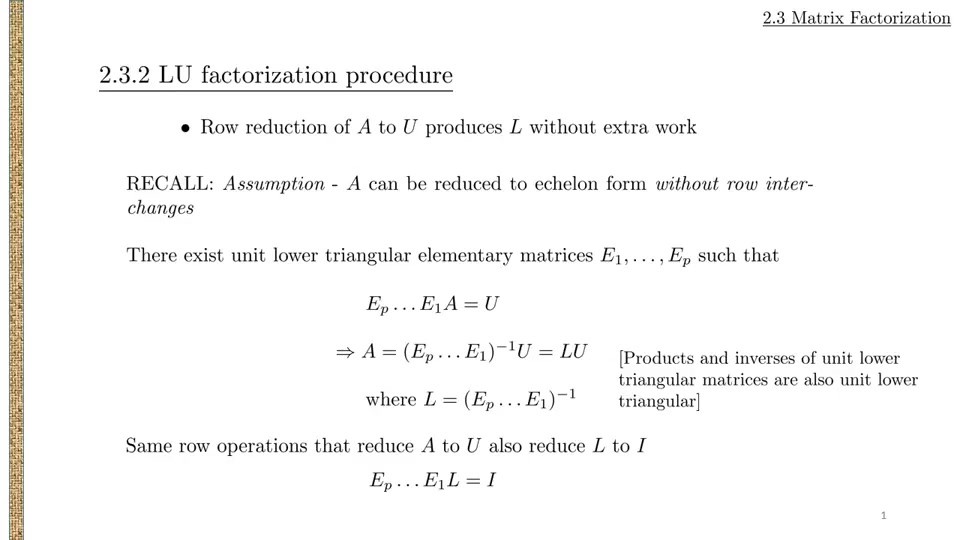 2.3 Matrix Factorization
2.3.2 LU factorization procedure
• Row reduction of A to U produces L without extra work
RECALL: Assumption - A can be reduced to echelon form without row inter-
changes
There exist unit lower triangular elementary matrices E₁, . . . , Eₚ such that
Eₚ . . . E₁A = U
⇒ A = (Eₚ . . . E₁)⁻¹U = LU
[Products and inverses of unit lower
triangular matrices are also unit lower
triangular]
where L = (Eₚ . . . E₁)⁻¹
Same row operations that reduce A to U also reduce L to I
Eₚ . . . E₁L = I
1